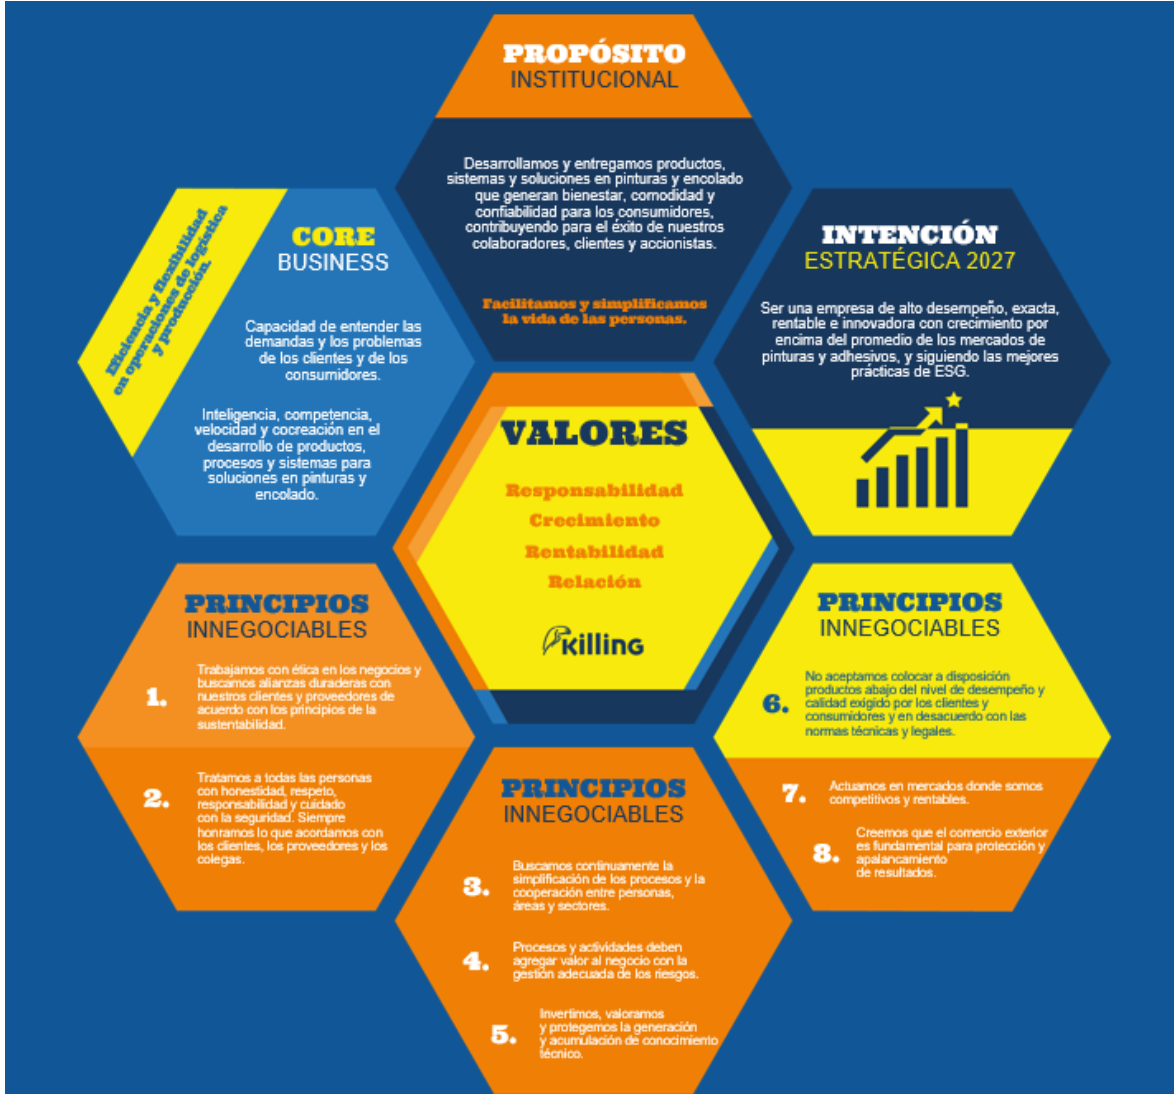 PROPÓSITO
INSTITUCIONAL
Desarrollamos y entregamos productos,
sistemas y soluciones en pinturas y encolado
que generan bienestar, comodidad y
confiabilidad para los consumidores,
contribuyendo para el éxito de nuestros
colaboradores, clientes y accionistas.
Facilitamos y simplificamos
la vida de las personas.
Eficiencia y flexibilidad
en operaciones de logística
y producción.
CORE
BUSINESS
Capacidad de entender las
demandas y los problemas
de los clientes y de los
consumidores.
Inteligencia, competencia,
velocidad y cocreación en el
desarrollo de productos,
procesos y sistemas para
soluciones en pinturas y
encolado.
INTENCIÓN
ESTRATÉGICA 2027
Ser una empresa de alto desempeño, exacta,
rentable e innovadora con crecimiento por
encima del promedio de los mercados de
pinturas y adhesivos, y siguiendo las mejores
prácticas de ESG.
VALORES
Responsabilidad
Crecimiento
Rentabilidad
Relación
killing
PRINCIPIOS
INNEGOCIABLES
1. Trabajamos con ética en los negocios y
buscamos alianzas duraderas con
nuestros clientes y proveedores de
acuerdo con los principios de la
sustentabilidad.
2. Tratamos a todas las personas
con honestidad, respeto,
responsabilidad y cuidado
con la seguridad. Siempre
honramos lo que acordamos con
los clientes, los proveedores y los
colegas.
PRINCIPIOS
INNEGOCIABLES
3. Buscamos continuamente la
simplificación de los procesos y la
cooperación entre personas,
áreas y sectores.
4. Procesos y actividades deben
agregar valor al negocio con la
gestión adecuada de los riesgos.
5. Invertimos, valoramos
y protegemos la generación
y acumulación de conocimiento
técnico.
PRINCIPIOS
INNEGOCIABLES
6. No aceptamos colocar a disposición
productos abajo del nivel de desempeño y
calidad exigido por los clientes y
consumidores y en desacuerdo con las
normas técnicas y legales.
7. Actuamos en mercados donde somos
competitivos y rentables.
8. Creemos que el comercio exterior
es fundamental para protección y
apalancamiento
de resultados.